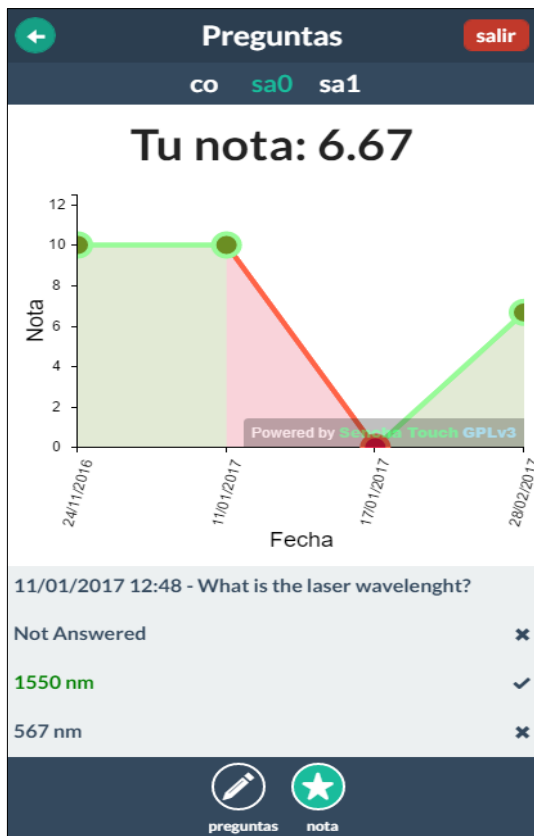 Preguntas
salir
co sa0 sa1
Tu nota: 6.67
12
10
8
6
4
2
0
Nota
Powered by Sencha Touch GPLv3
24/11/2016
11/01/2017
17/01/2017
28/02/2017
Fecha
11/01/2017 12:48 - What is the laser wavelenght?
Not Answered
1550 nm
567 nm
preguntas
nota